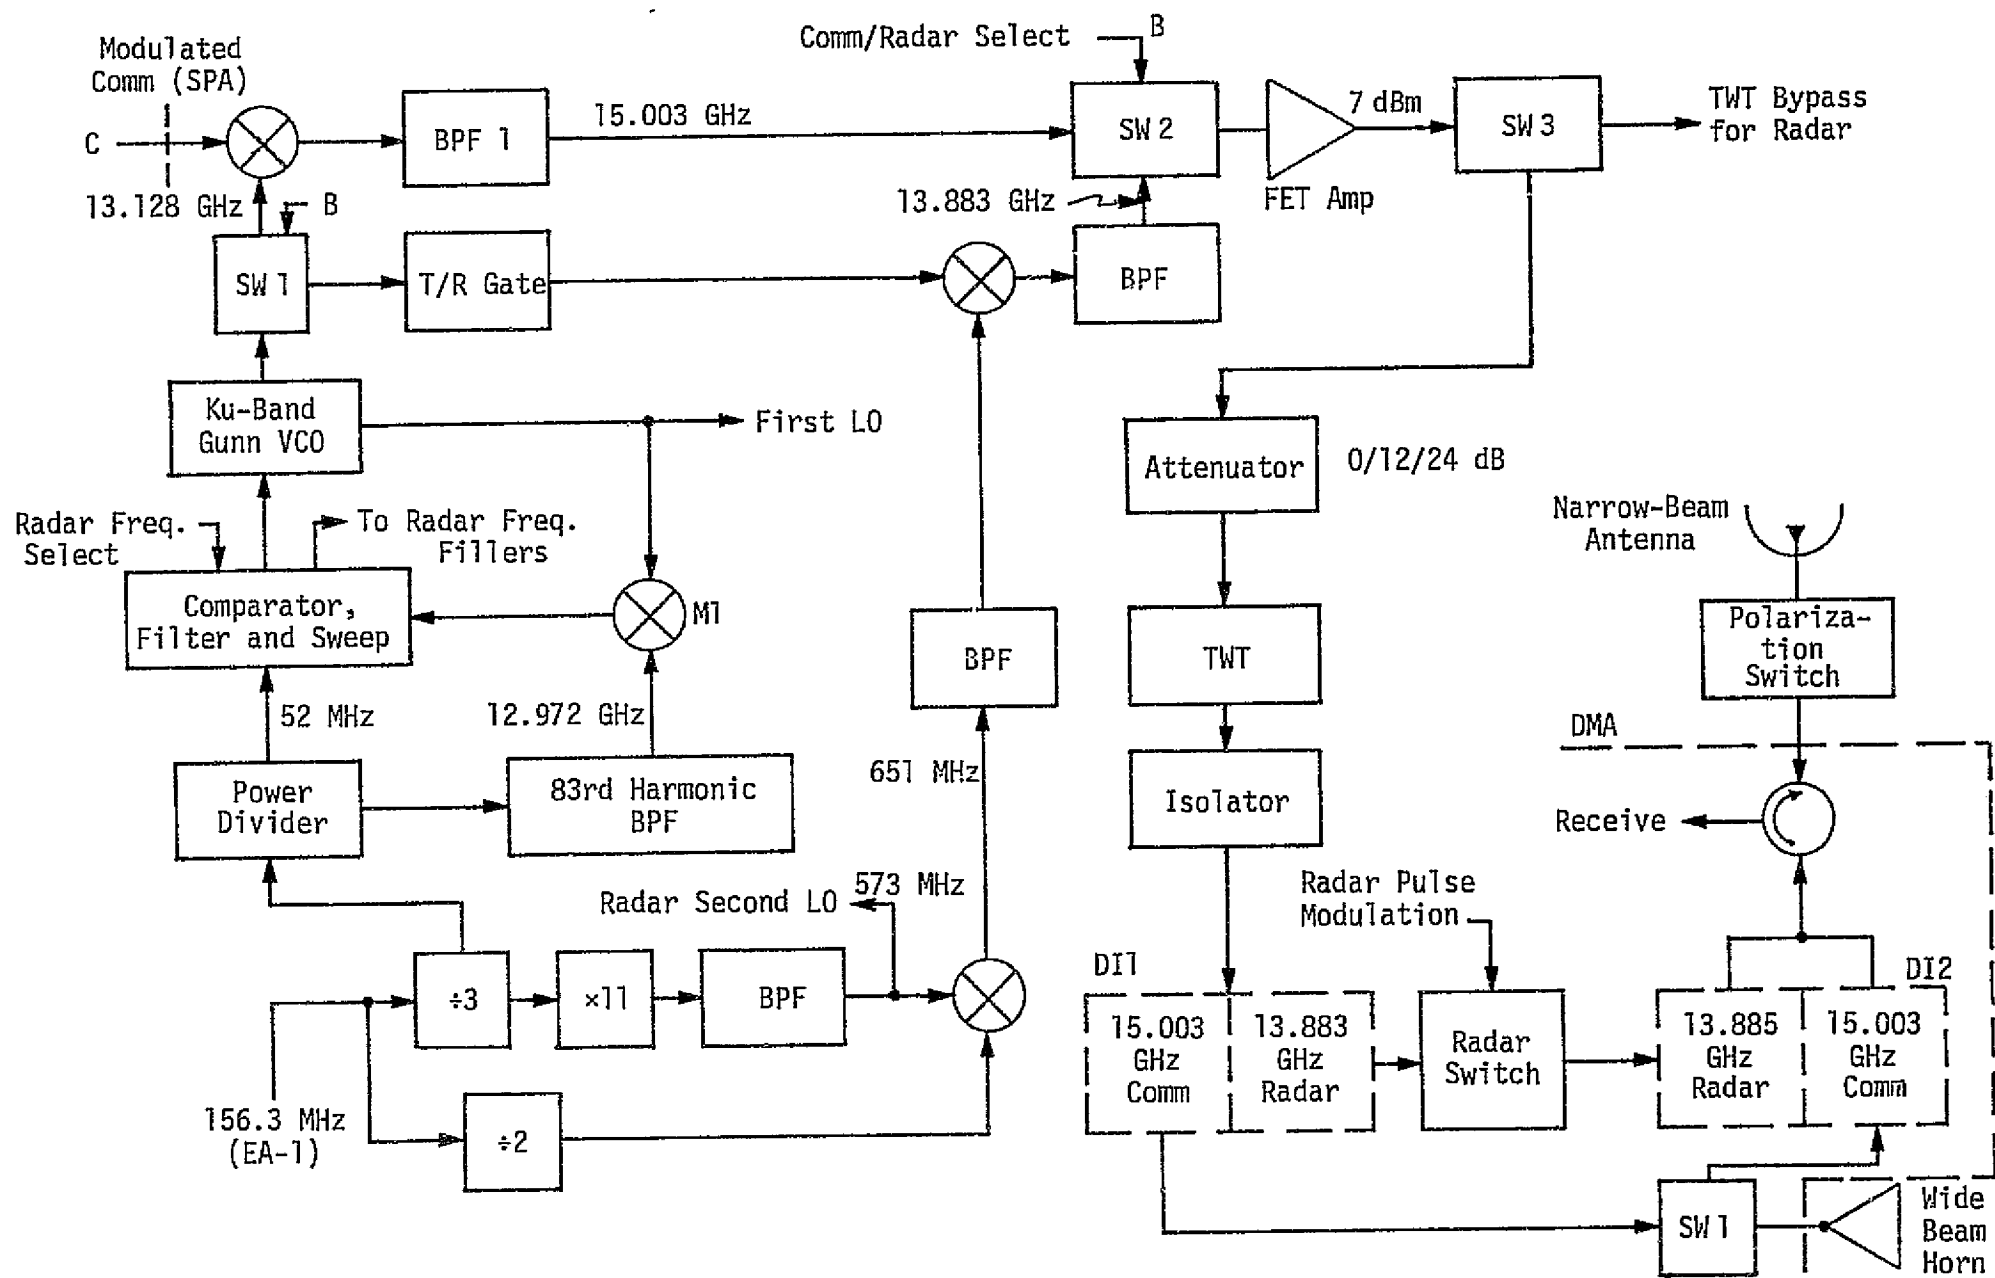 Modulated
Comm (SPA)
C
13.128 GHz
B
SW 1
BPF 1
15.003 GHz
T/R Gate
Comm/Radar Select
B
SW 2
13.883 GHz
BPF
FET Amp
7 dBm
SW 3
TWT Bypass
for Radar
Ku-Band
Gunn VCO
First LO
Radar Freq.
Select
To Radar Freq.
Fillers
Comparator,
Filter and Sweep
M1
52 MHz
12.972 GHz
Power
Divider
83rd Harmonic
BPF
BPF
651 MHz
Radar Second LO
573 MHz
÷3
×11
BPF
156.3 MHz
(EA-1)
÷2
Attenuator
0/12/24 dB
TWT
Isolator
Narrow-Beam
Antenna
Polariza-
tion
Switch
DMA
Receive
Radar Pulse
Modulation
DI1
15.003
GHz
Comm
13.883
GHz
Radar
Radar
Switch
DI2
13.885
GHz
Radar
15.003
GHz
Comm
SW 1
Wide
Beam
Horn